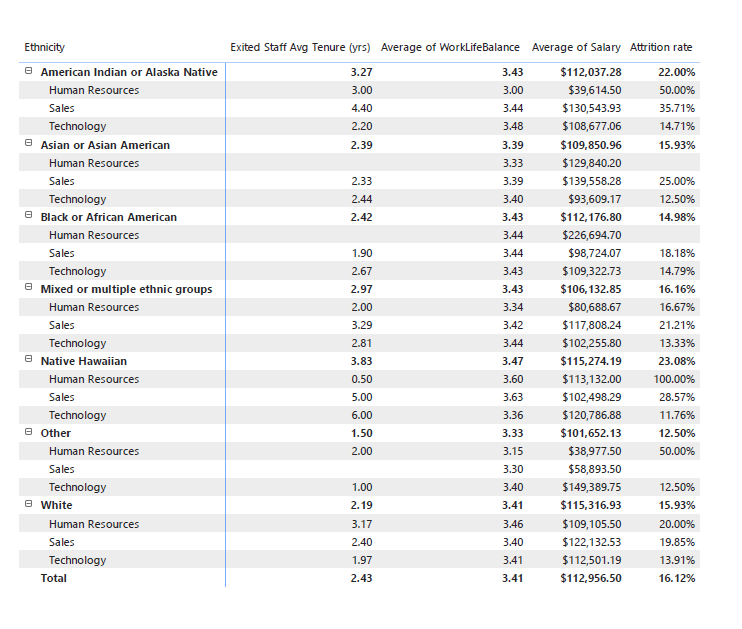 Ethnicity Exited Staff Avg Tenure (yrs) Average of WorkLifeBalance Average of Salary Attrition rate
American Indian or Alaska Native 3.27 3.43 $112,037.28 22.00%
Human Resources 3.00 3.00 $39,614.50 50.00%
Sales 4.40 3.44 $130,543.93 35.71%
Technology 2.20 3.48 $108,677.06 14.71%
Asian or Asian American 2.39 3.39 $109,850.96 15.93%
Human Resources 3.33 $129,840.20
Sales 2.33 3.39 $139,558.28 25.00%
Technology 2.44 3.40 $93,609.17 12.50%
Black or African American 2.42 3.43 $112,176.80 14.98%
Human Resources 3.44 $226,694.70
Sales 1.90 3.44 $98,724.07 18.18%
Technology 2.67 3.43 $109,322.73 14.79%
Mixed or multiple ethnic groups 2.97 3.43 $106,132.85 16.16%
Human Resources 2.00 3.34 $80,688.67 16.67%
Sales 3.29 3.42 $117,808.24 21.21%
Technology 2.81 3.44 $102,255.80 13.33%
Native Hawaiian 3.83 3.47 $115,274.19 23.08%
Human Resources 0.50 3.60 $113,132.00 100.00%
Sales 5.00 3.63 $102,498.29 28.57%
Technology 6.00 3.36 $120,786.88 11.76%
Other 1.50 3.33 $101,652.13 12.50%
Human Resources 2.00 3.15 $38,977.50 50.00%
Sales 3.30 $58,893.50
Technology 1.00 3.40 $149,389.75 12.50%
White 2.19 3.41 $115,316.93 15.93%
Human Resources 3.17 3.46 $109,105.50 20.00%
Sales 2.40 3.40 $122,132.53 19.85%
Technology 1.97 3.41 $112,501.19 13.91%
Total 2.43 3.41 $112,956.50 16.12%